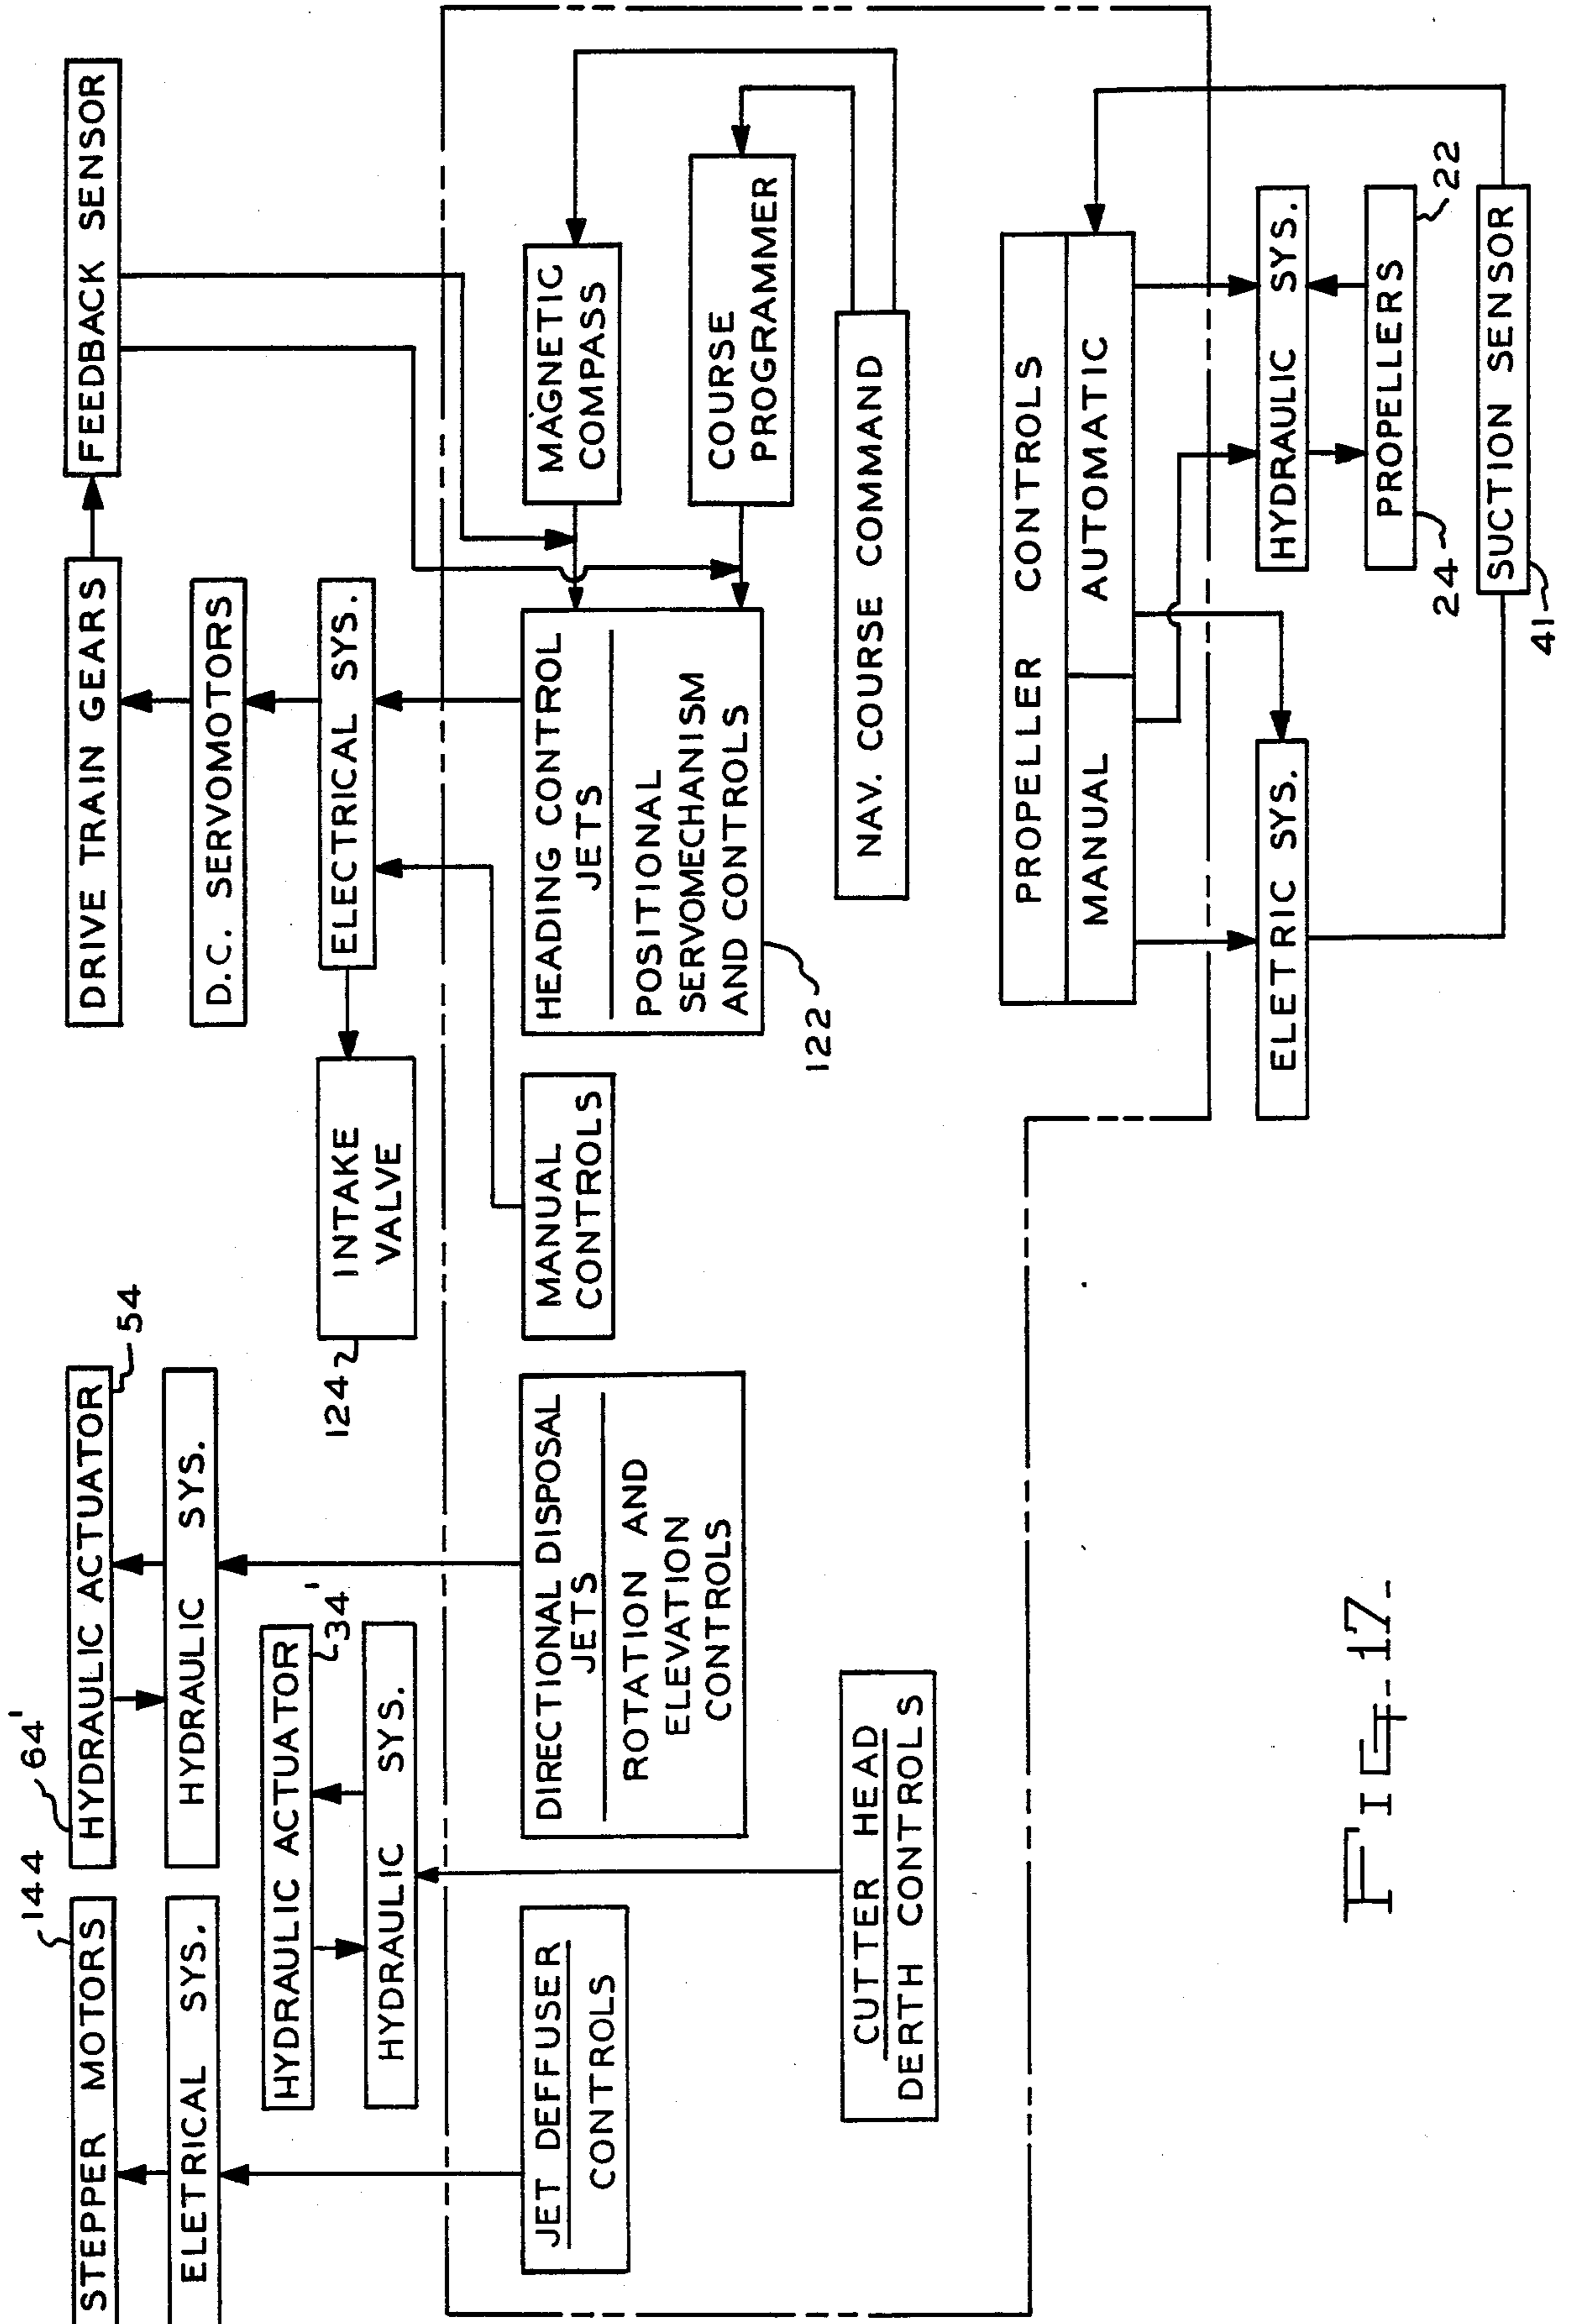 144
STEPPER MOTORS
ELETRICAL SYS.
64'
HYDRAULIC ACTUATOR
54
HYDRAULIC SYS.
HYDRAULIC ACTUATOR
34'
HYDRAULIC SYS.
DRIVE TRAIN GEARS
FEEDBACK SENSOR
D.C. SERVOMOTORS
ELECTRICAL SYS.
INTAKE
VALVE
124
JET DEFFUSER
CONTROLS
DIRECTIONAL DISPOSAL
JETS
ROTATION AND
ELEVATION
CONTROLS
MANUAL
CONTROLS
HEADING CONTROL
JETS
POSITIONAL
SERVOMECHANISM
AND CONTROLS
122
MAGNETIC
COMPASS
COURSE
PROGRAMMER
NAV. COURSE COMMAND
CUTTER HEAD
DERTH CONTROLS
PROPELLER CONTROLS
MANUAL
AUTOMATIC
ELETRIC SYS.
HYDRAULIC SYS.
PROPELLERS
24
22
SUCTION SENSOR
41
FIG. 17.